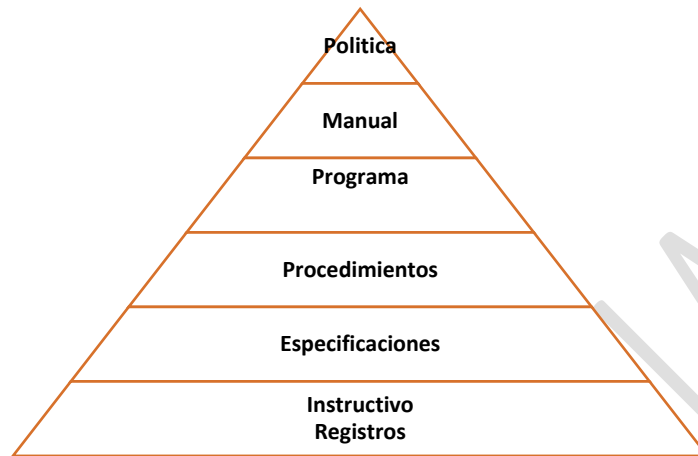 Politica
Manual
Programa
Procedimientos
Especificaciones
Instructivo
Registros